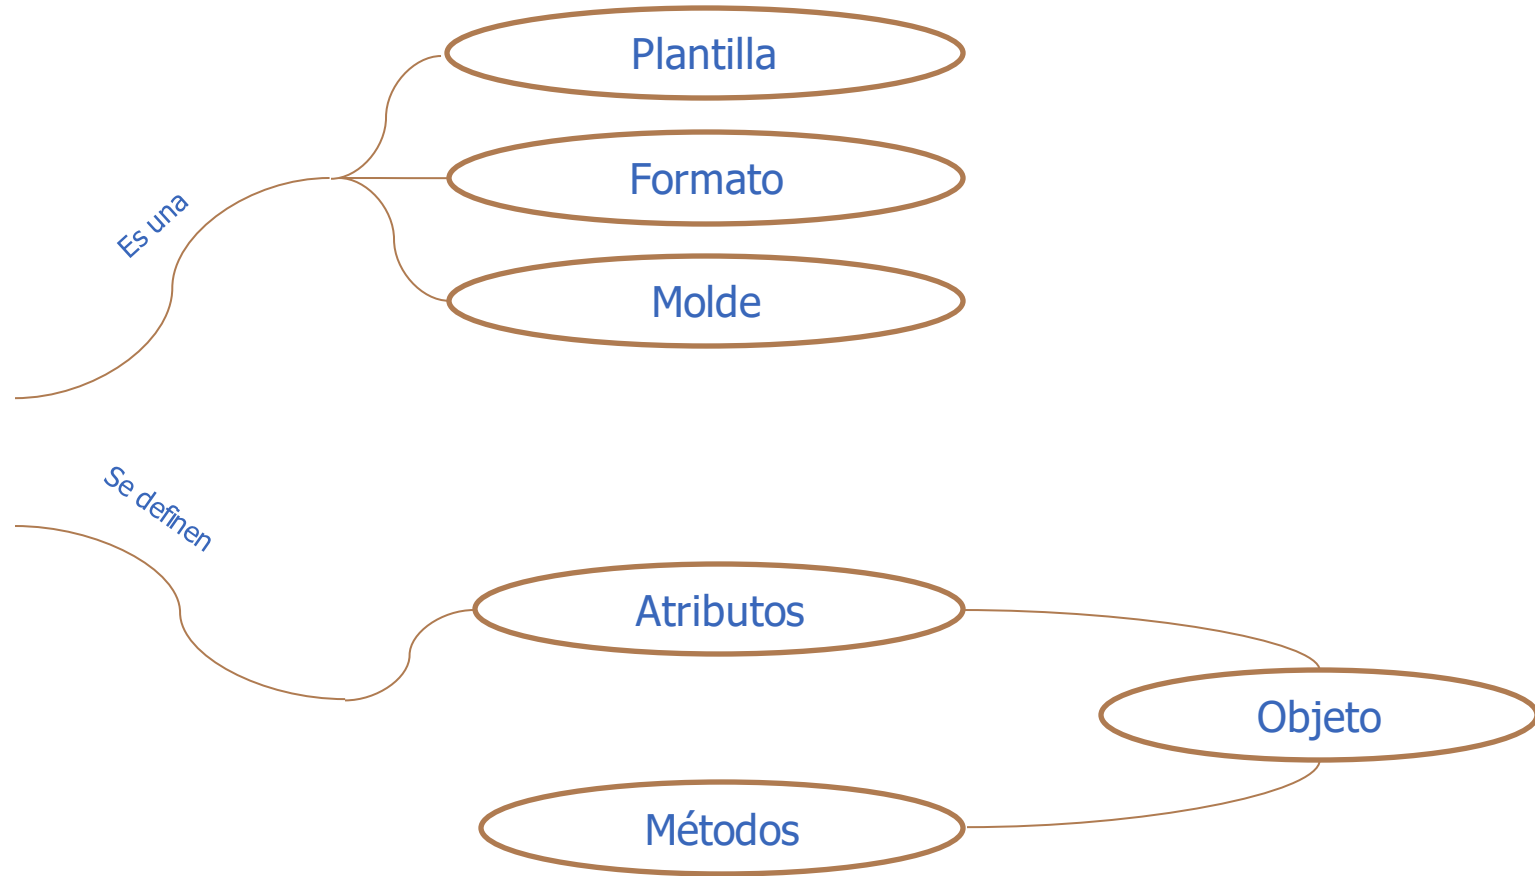 Plantilla
Es una
Formato
Molde
Se definen
Atributos
Objeto
Métodos